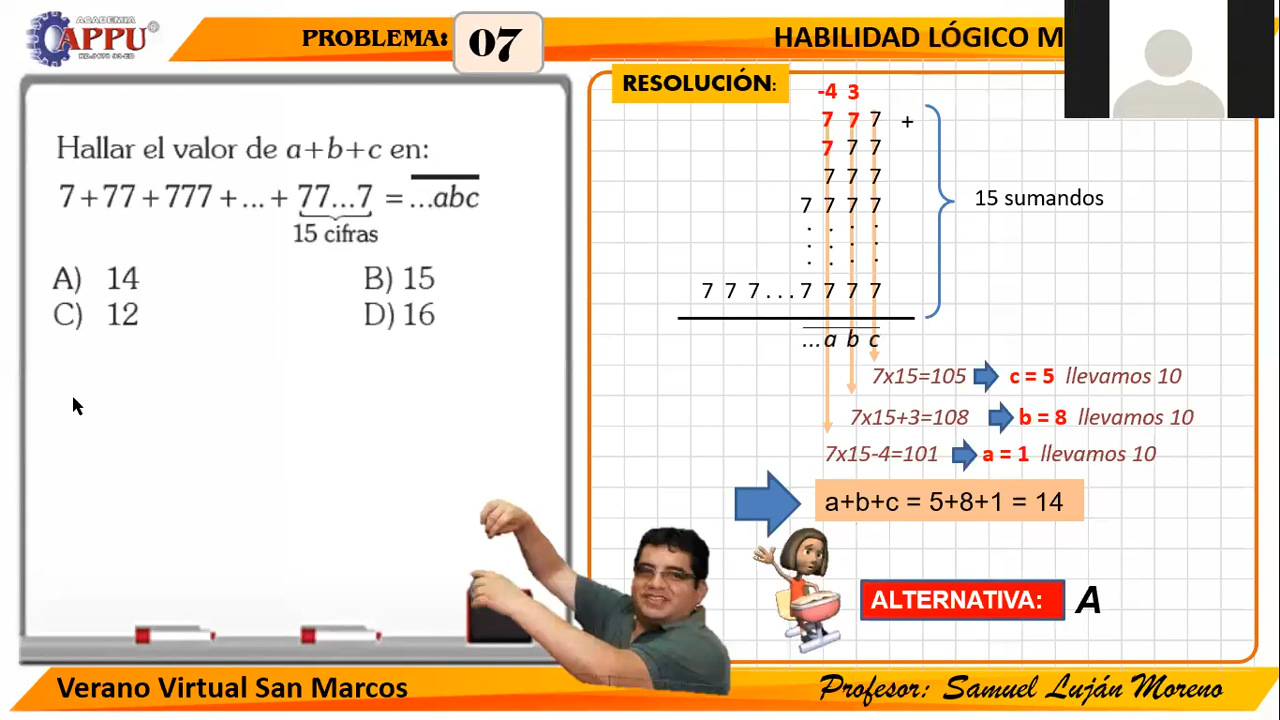 ACADEMIA
APPU
PROBLEMA: 07
HABILIDAD LÓGICO M
Hallar el valor de a+b+c en:
7+77+777+...+ 77...7 = ...abc
15 cifras
A) 14 B) 15
C) 12 D) 16
RESOLUCIÓN:
-4 3
7 7 7 +
7 7 7
7 7 7
7 7 7 7
. . . .
. . . .
7 7 7 . . . 7 7 7 7
15 sumandos
...a b c
7x15=105 c = 5 llevamos 10
7x15+3=108 b = 8 llevamos 10
7x15-4=101 a = 1 llevamos 10
a+b+c = 5+8+1 = 14
ALTERNATIVA: A
Verano Virtual San Marcos
Profesor: Samuel Luján Moreno